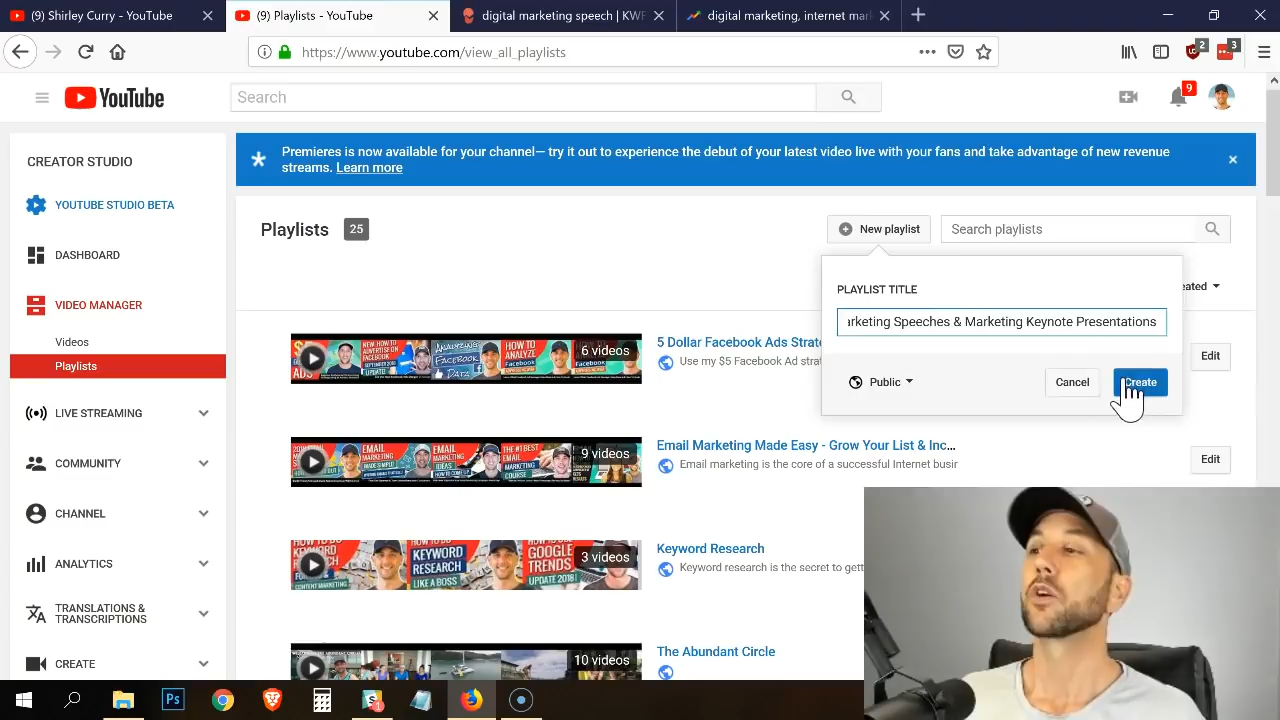 (9) Shirley Curry - YouTube
(9) Playlists - YouTube
digital marketing speech | KWF
digital marketing, internet mar
https://www.youtube.com/view_all_playlists
2
3
YouTube
Search
9
CREATOR STUDIO
YOUTUBE STUDIO BETA
DASHBOARD
VIDEO MANAGER
Videos
Playlists
LIVE STREAMING
COMMUNITY
CHANNEL
ANALYTICS
TRANSLATIONS &
TRANSCRIPTIONS
CREATE
Premieres is now available for your channel— try it out to experience the debut of your latest video live with your fans and take advantage of new revenue
streams. Learn more
Playlists 25
New playlist
Search playlists
PLAYLIST TITLE
arketing Speeches & Marketing Keynote Presentations
Public
Cancel
Create
eated
6 videos
5 Dollar Facebook Ads Strate
Use my $5 Facebook Ad strat
Edit
9 videos
Email Marketing Made Easy - Grow Your List & Inc...
Email marketing is the core of a successful Internet busir
Edit
KEYWORD
RESEARCH
LIKE A BOSS
GOOGLE
TRENDS
UPDATE 2018
3 videos
Keyword Research
Keyword research is the secret to gett
10 videos
The Abundant Circle
Ps